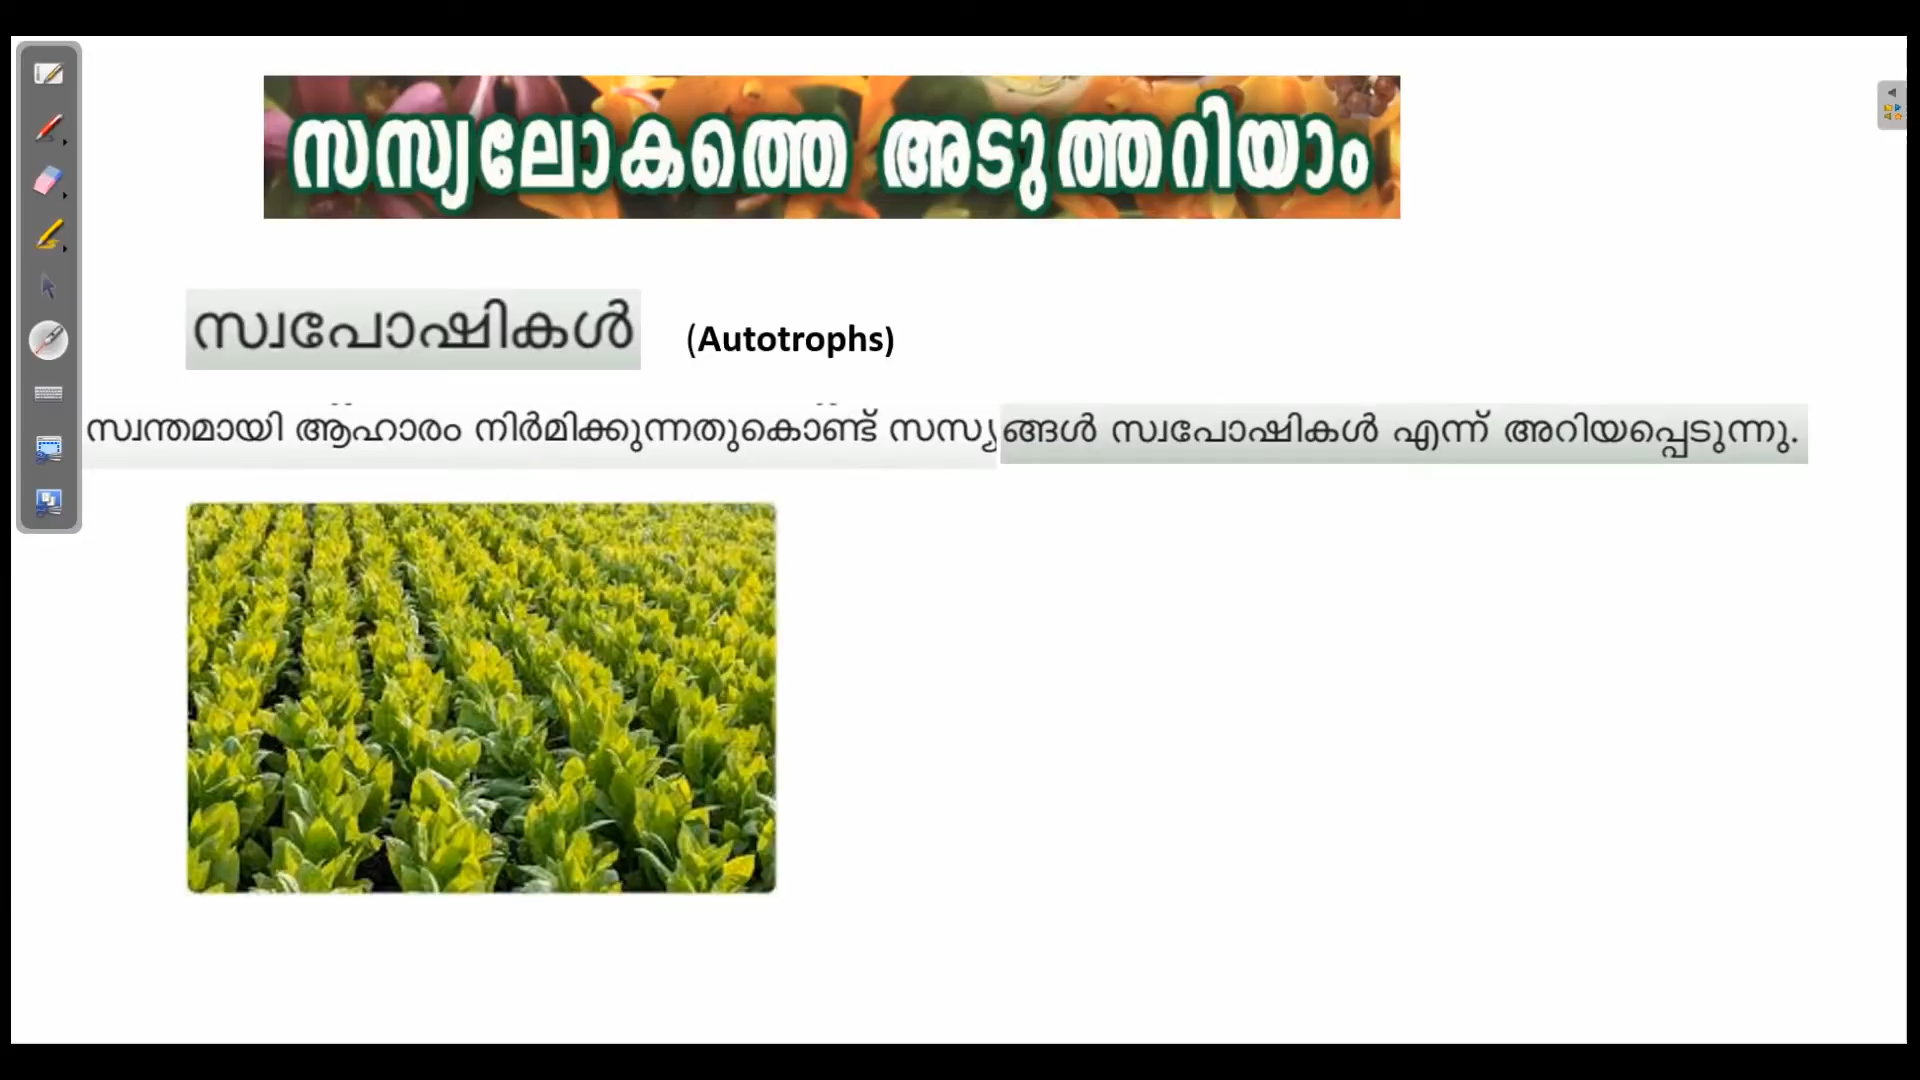 സസ്യലോകത്തെ അടുത്തറിയാം
സ്വപോഷികൾ (Autotrophs)
സ്വന്തമായി ആഹാരം നിർമിക്കുന്നതുകൊണ്ട് സസ്യങ്ങൾ സ്വപോഷികൾ എന്ന് അറിയപ്പെടുന്നു.